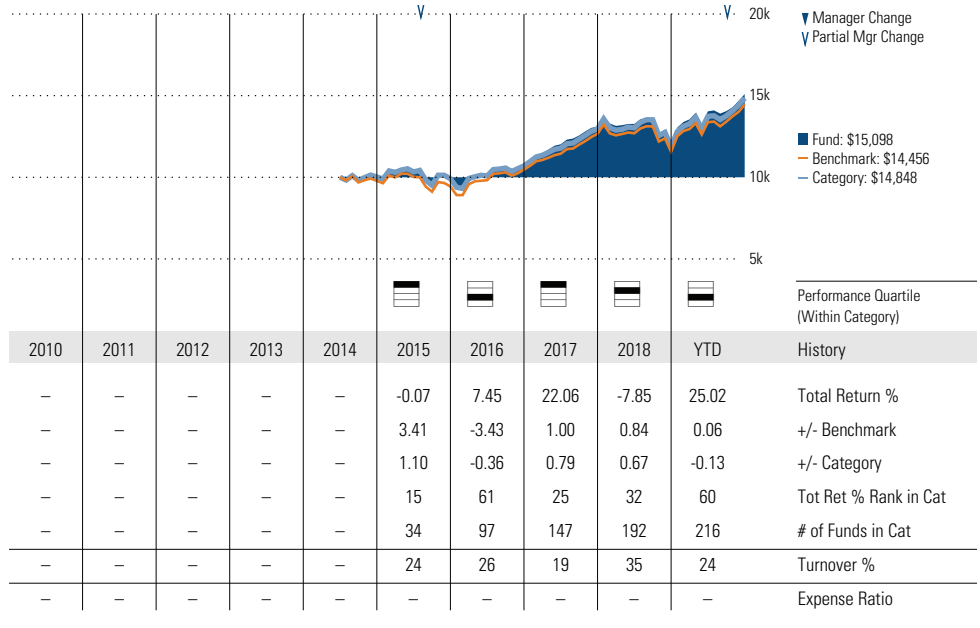 20k
Manager Change
Partial Mgr Change
15k
Fund: $15,098
Benchmark: $14,456
Category: $14,848
10k
5k
Performance Quartile
(Within Category)
2010 2011 2012 2013 2014 2015 2016 2017 2018 YTD History
– – – – – -0.07 7.45 22.06 -7.85 25.02 Total Return %
– – – – – 3.41 -3.43 1.00 0.84 0.06 +/- Benchmark
– – – – – 1.10 -0.36 0.79 0.67 -0.13 +/- Category
– – – – – 15 61 25 32 60 Tot Ret % Rank in Cat
– – – – – 34 97 147 192 216 # of Funds in Cat
– – – – – 24 26 19 35 24 Turnover %
– – – – – – – – – – Expense Ratio